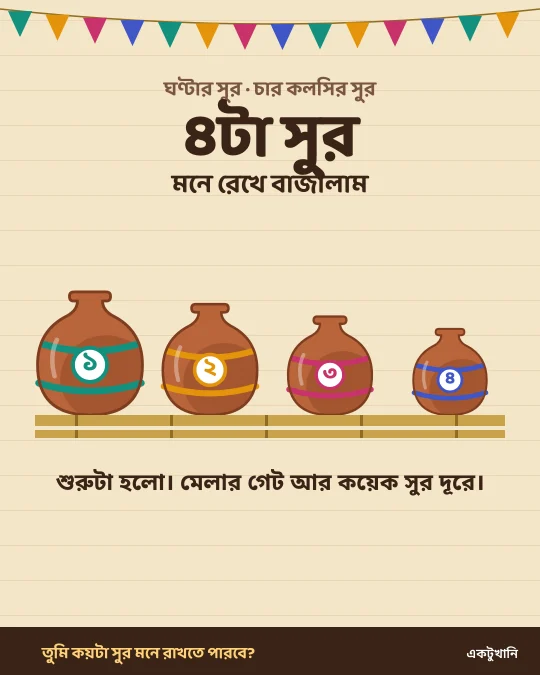 ঘণ্টার সুর · চার কলসির সুর
৪টা সুর
মনে রেখে বাজালাম
১ ২ ৩ ৪
শুরুটা হলো। মেলার গেট আর কয়েক সুর দূরে।
তুমি কয়টা সুর মনে রাখতে পারবে? একটুখানি